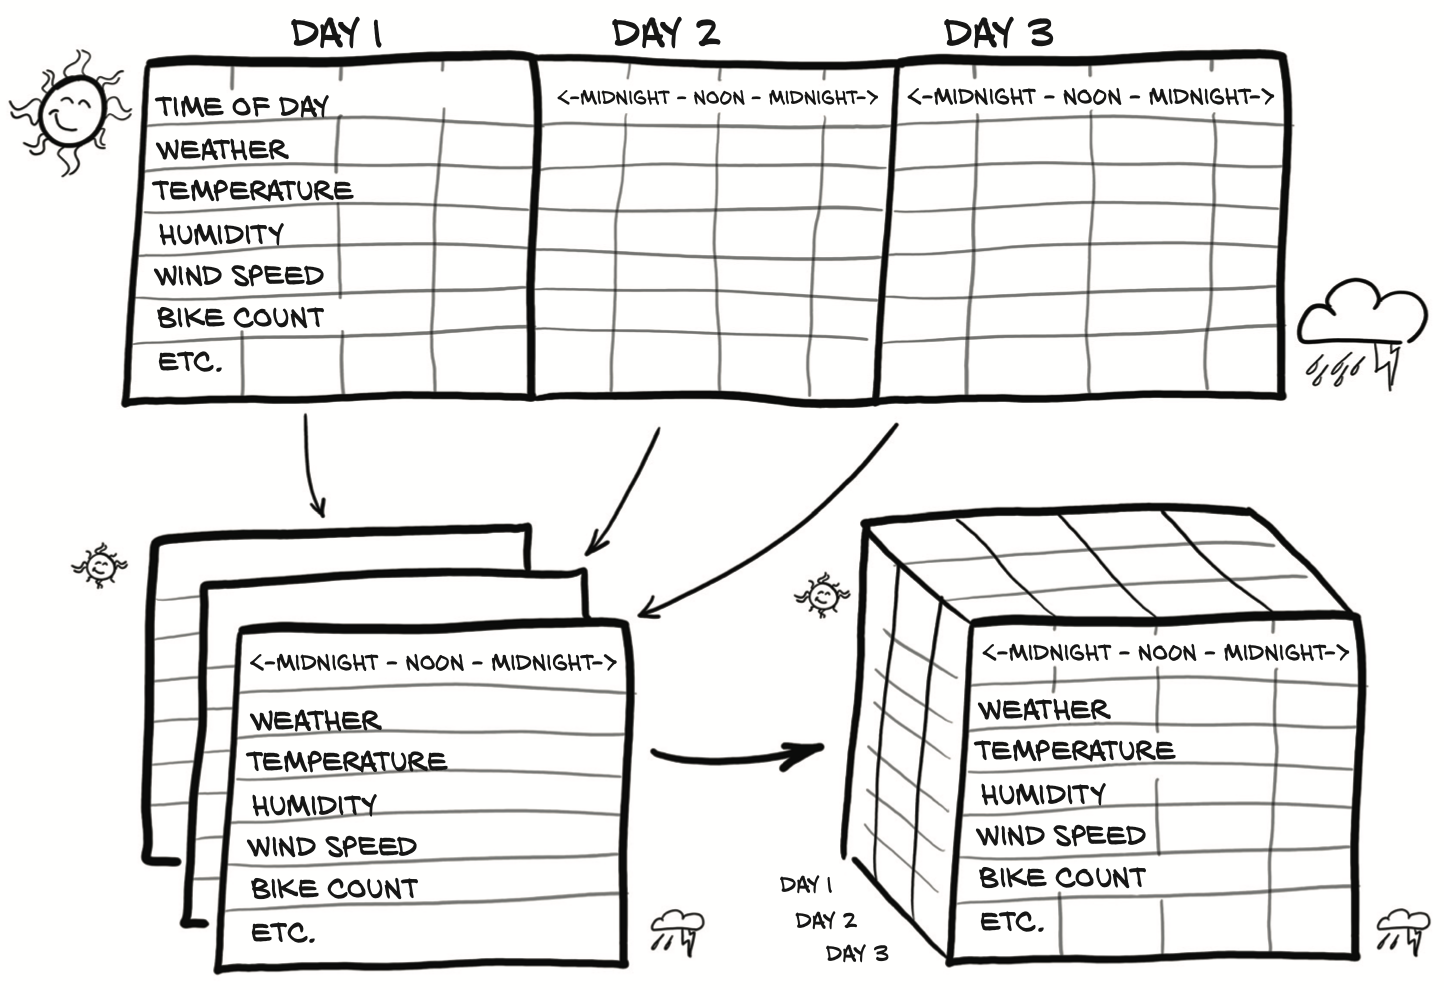 DAY 1
DAY 2
DAY 3
TIME OF DAY
<-MIDNIGHT - NOON - MIDNIGHT->
<-MIDNIGHT - NOON - MIDNIGHT->
WEATHER
TEMPERATURE
HUMIDITY
WIND SPEED
BIKE COUNT
ETC.
<-MIDNIGHT - NOON - MIDNIGHT->
WEATHER
TEMPERATURE
HUMIDITY
WIND SPEED
BIKE COUNT
ETC.
<-MIDNIGHT - NOON - MIDNIGHT->
WEATHER
TEMPERATURE
HUMIDITY
WIND SPEED
BIKE COUNT
ETC.
DAY 1
DAY 2
DAY 3